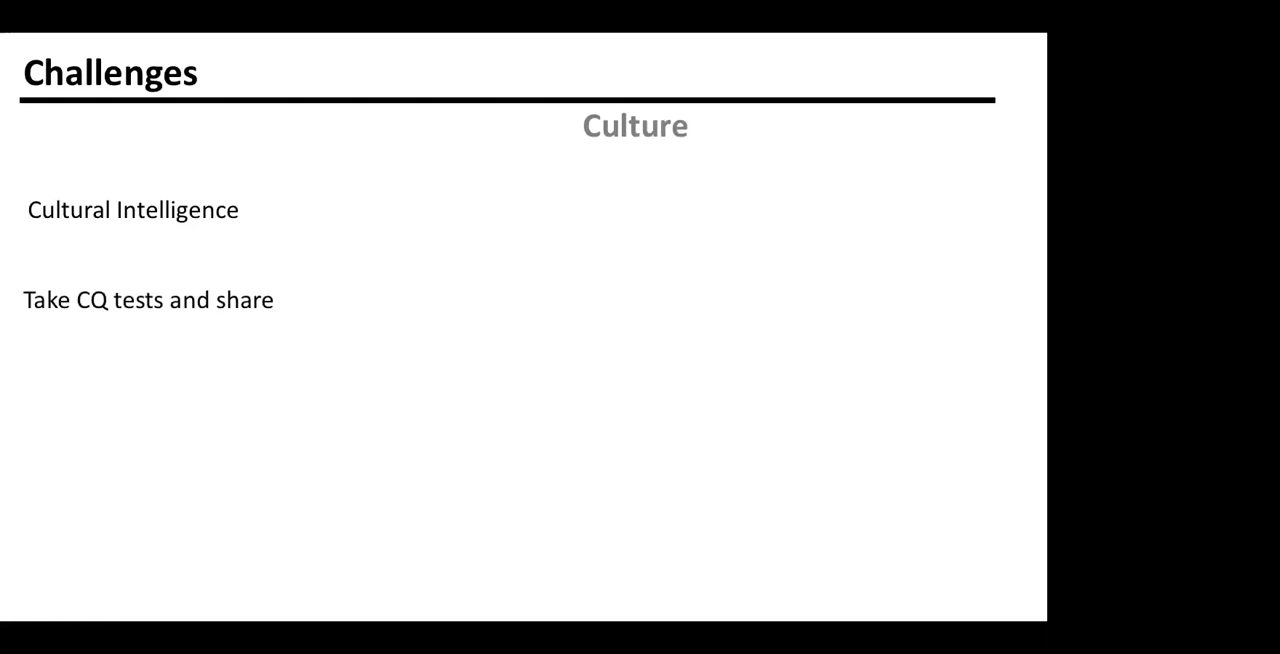 Challenges
Culture
Cultural Intelligence
Take CQ tests and share